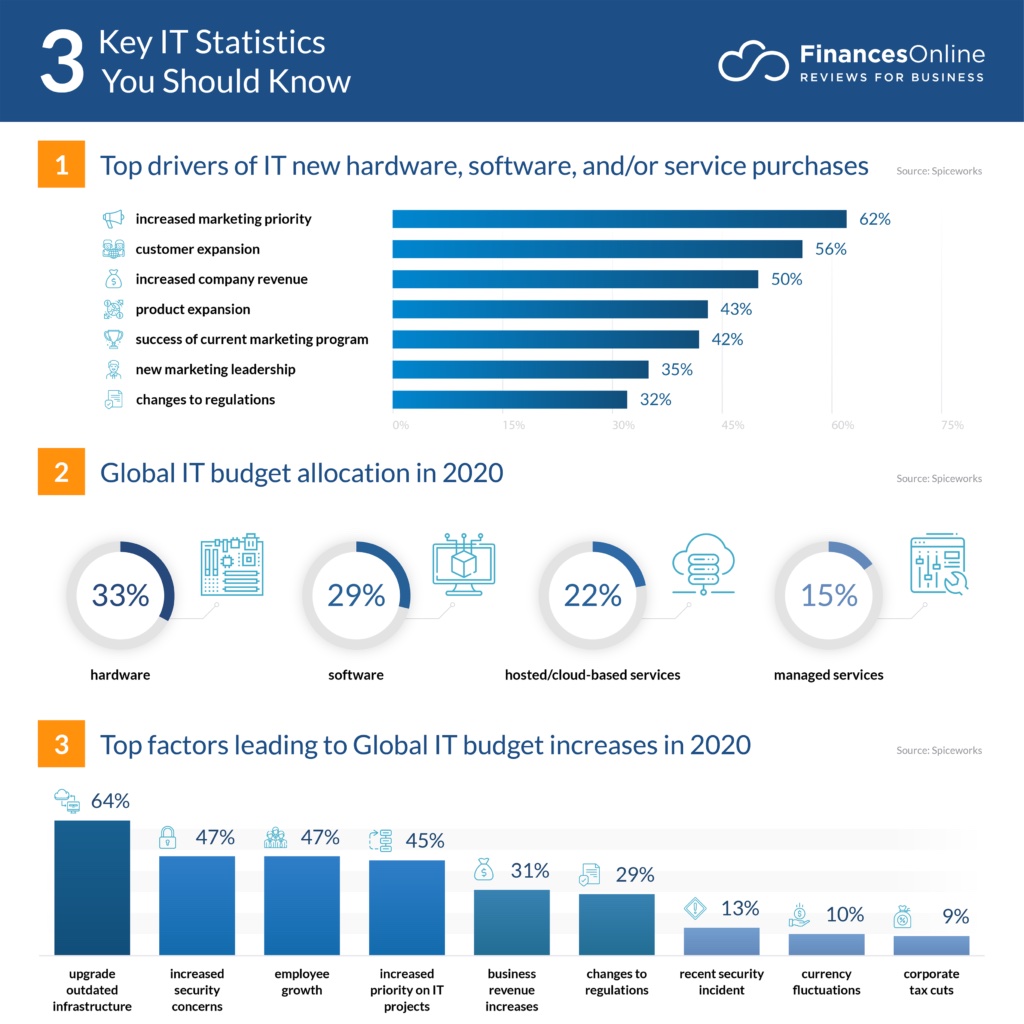 3
Key IT Statistics
You Should Know
FinancesOnline
REVIEWS FOR BUSINESS
1
Top drivers of IT new hardware, software, and/or service purchases
Source: Spiceworks
increased marketing priority
62%
customer expansion
56%
increased company revenue
50%
product expansion
43%
success of current marketing program
42%
new marketing leadership
35%
changes to regulations
32%
0% 15% 30% 45% 60% 75%
2
Global IT budget allocation in 2020
Source: Spiceworks
33%
29%
22%
15%
hardware
software
hosted/cloud-based services
managed services
3
Top factors leading to Global IT budget increases in 2020
Source: Spiceworks
64%
47%
47%
45%
31%
29%
13%
10%
9%
upgrade
outdated
infrastructure
increased
security
concerns
employee
growth
increased
priority on IT
projects
business
revenue
increases
changes to
regulations
recent security
incident
currency
fluctuations
corporate
tax cuts